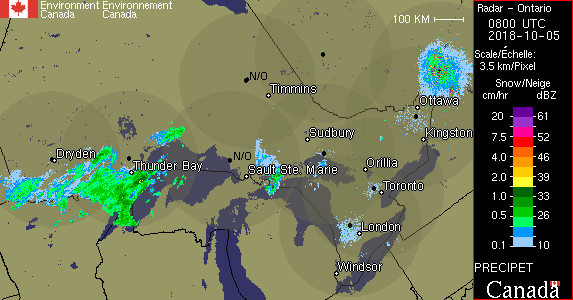 Environment Environnement
Canada Canada
100 KM
N/O
Timmins
Ottawa
Sudbury
Kingston
Dryden
Thunder Bay
N/O
Sault Ste. Marie
Orillia
Toronto
London
Windsor
Radar - Ontario
0800 UTC
2018-10-05
Scale/Échelle:
3.5 km/Pixel
Snow/Neige
cm/hr dBZ
20 61
7.5 52
4.0 46
2.0 39
1.0 33
0.5 26
0.1 10
PRECIPET
Canada